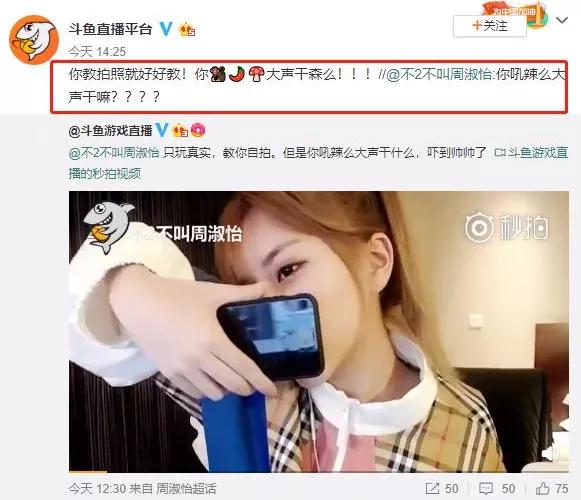 为中国加油
斗鱼直播平台
+关注
今天 14:25
你教拍照就好好教！你🌶🍄大声干森么！！！//@不2不叫周淑怡:你吼辣么大
声干嘛？？？？
@斗鱼游戏直播
@不2不叫周淑怡 只玩真实，教你自拍。但是你吼辣么大声干什么，吓到帅帅了 斗鱼游戏直
播的秒拍视频
不2不叫周淑怡
秒拍
今天 12:30 来自 周淑怡超话
50
50
75